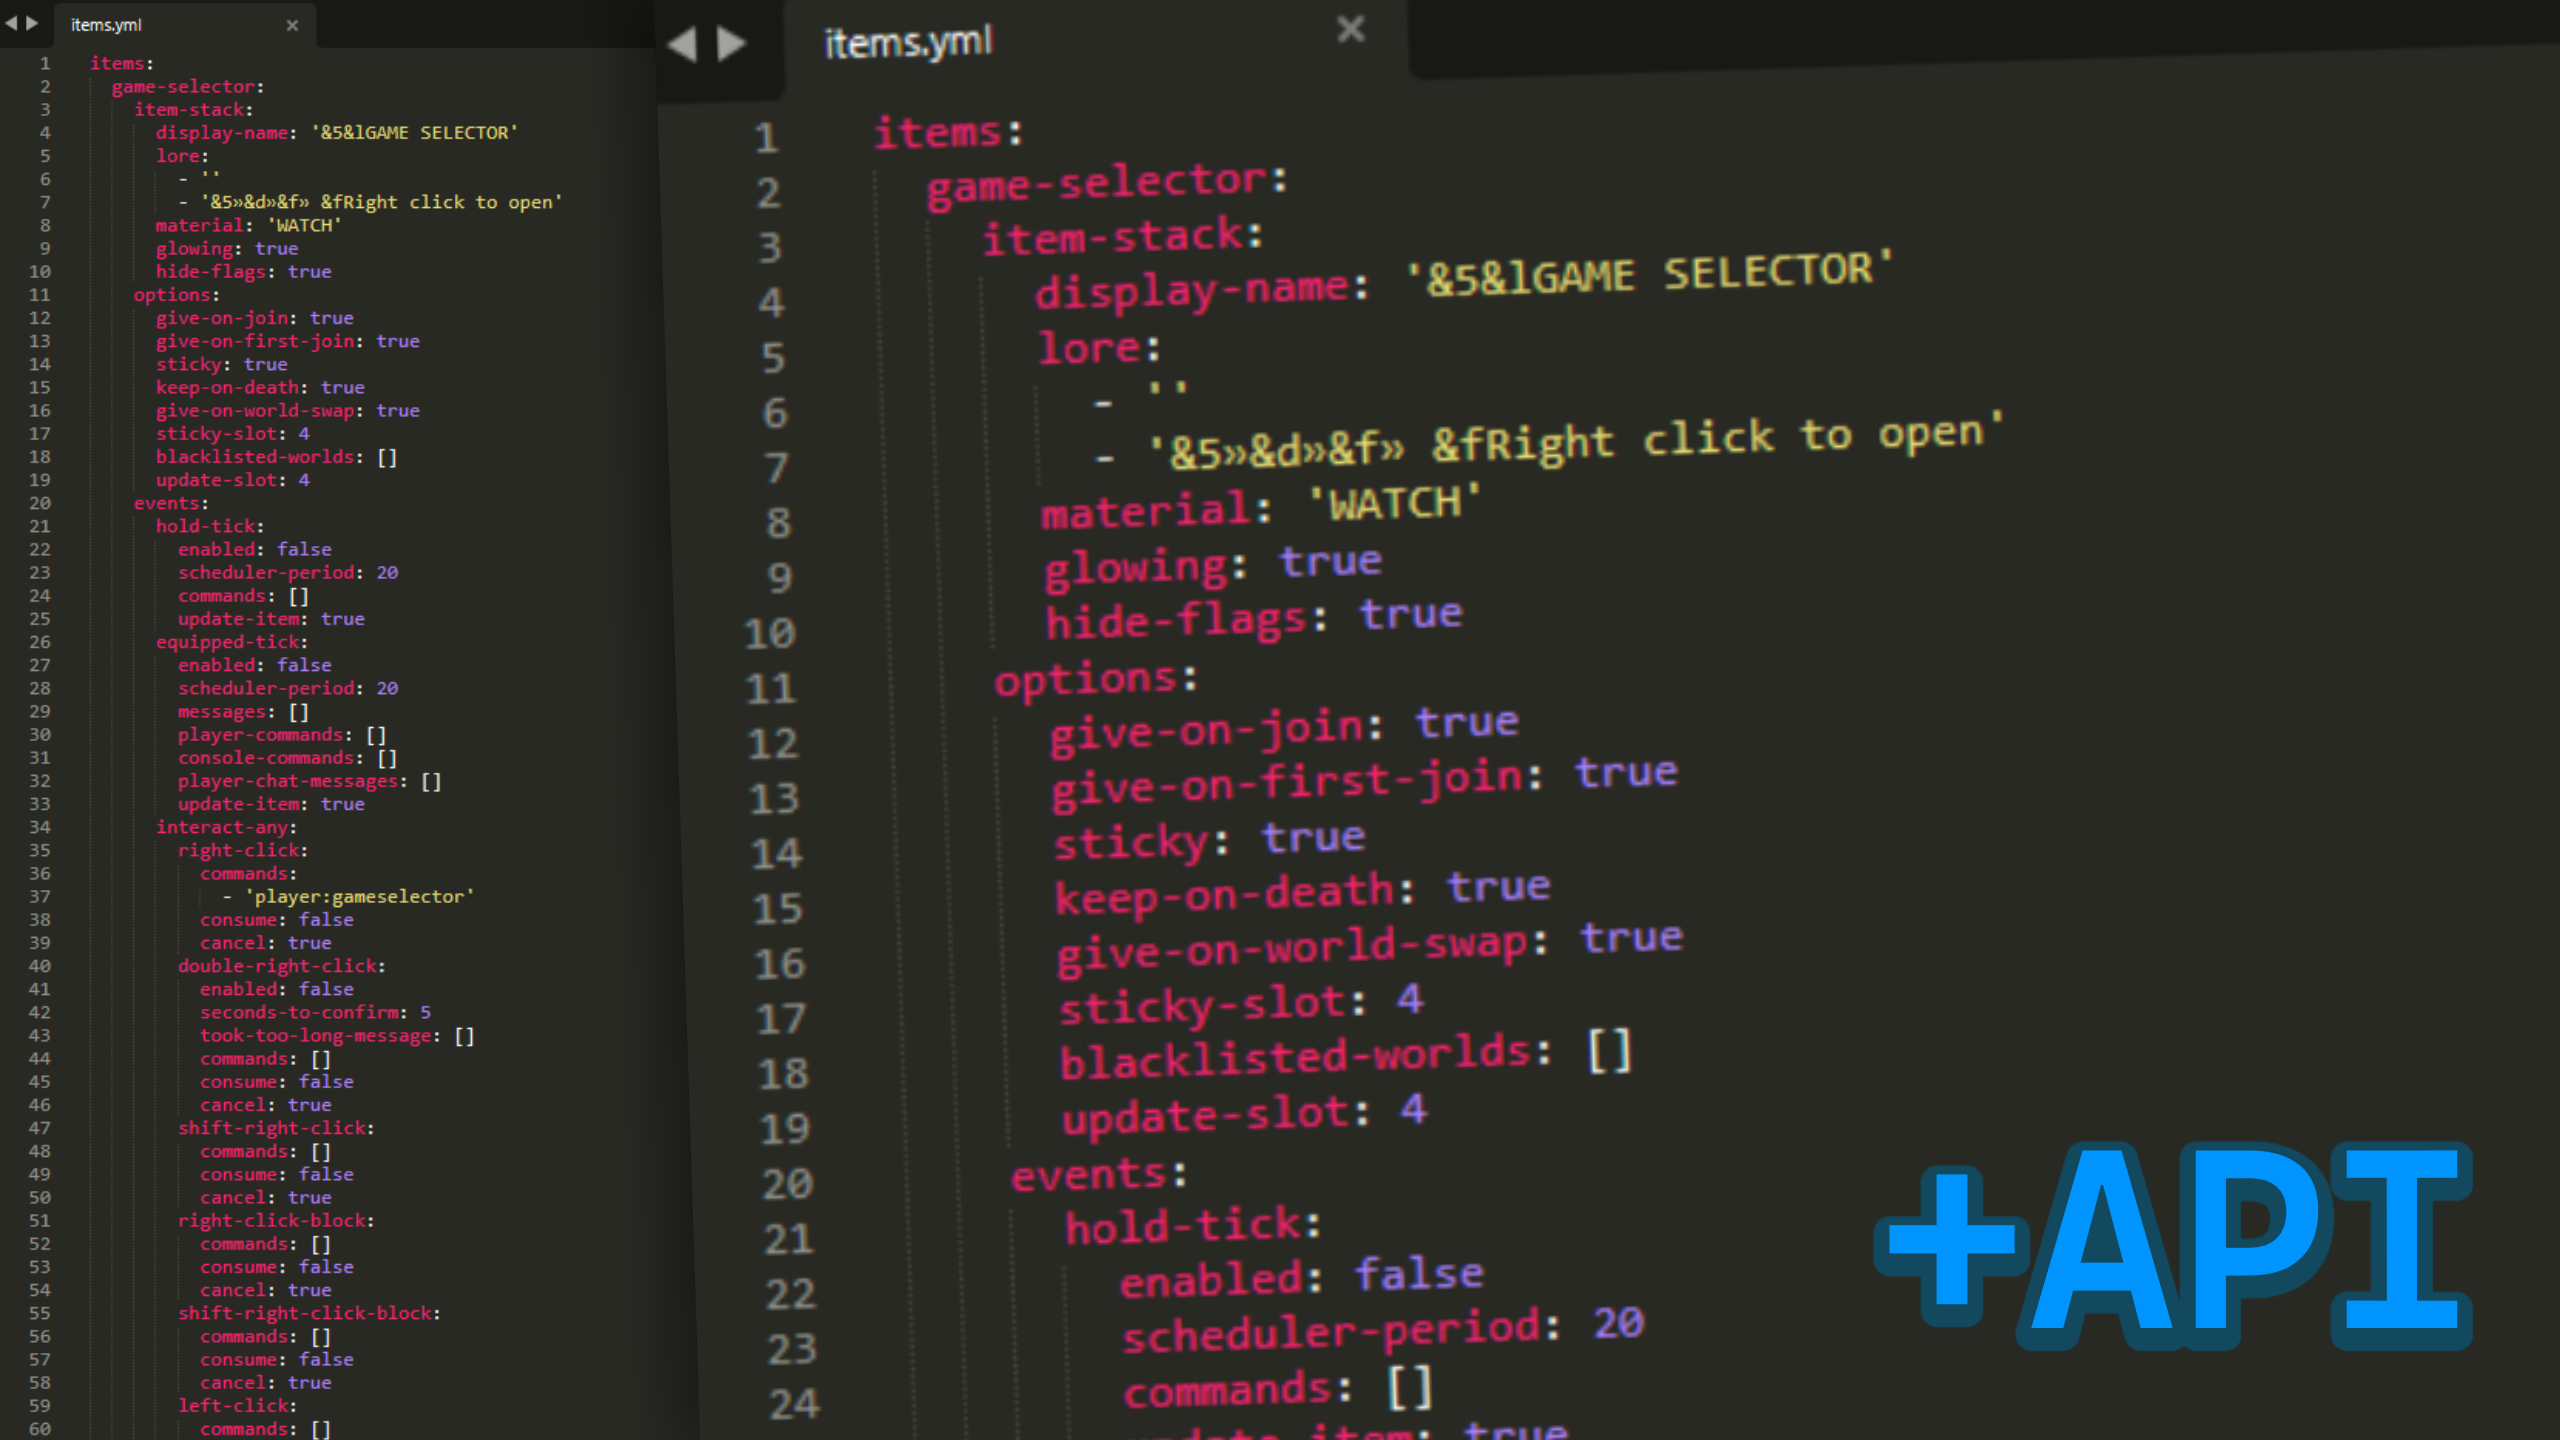 items.yml
1 items:
2 game-selector:
3 item-stack:
4 display-name: '&5&lGAME SELECTOR'
5 lore:
6 - ''
7 - '&5»&d»&f» &fRight click to open'
8 material: 'WATCH'
9 glowing: true
10 hide-flags: true
11 options:
12 give-on-join: true
13 give-on-first-join: true
14 sticky: true
15 keep-on-death: true
16 give-on-world-swap: true
17 sticky-slot: 4
18 blacklisted-worlds: []
19 update-slot: 4
20 events:
21 hold-tick:
22 enabled: false
23 scheduler-period: 20
24 commands: []
25 update-item: true
26 equipped-tick:
27 enabled: false
28 scheduler-period: 20
29 messages: []
30 player-commands: []
31 console-commands: []
32 player-chat-messages: []
33 update-item: true
34 interact-any:
35 right-click:
36 commands:
37 - 'player:gameselector'
38 consume: false
39 cancel: true
40 double-right-click:
41 enabled: false
42 seconds-to-confirm: 5
43 took-too-long-message: []
44 commands: []
45 consume: false
46 cancel: true
47 shift-right-click:
48 commands: []
49 consume: false
50 cancel: true
51 right-click-block:
52 commands: []
53 consume: false
54 cancel: true
55 shift-right-click-block:
56 commands: []
57 consume: false
58 cancel: true
59 left-click:
60 commands: []
items.yml
1 items:
2 game-selector:
3 item-stack:
4 display-name: '&5&lGAME SELECTOR'
5 lore:
6 - ''
7 - '&5»&d»&f» &fRight click to open'
8 material: 'WATCH'
9 glowing: true
10 hide-flags: true
11 options:
12 give-on-join: true
13 give-on-first-join: true
14 sticky: true
15 keep-on-death: true
16 give-on-world-swap: true
17 sticky-slot: 4
18 blacklisted-worlds: []
19 update-slot: 4
20 events:
21 hold-tick:
22 enabled: false
23 scheduler-period: 20
24 commands: []
update-item: true
+API